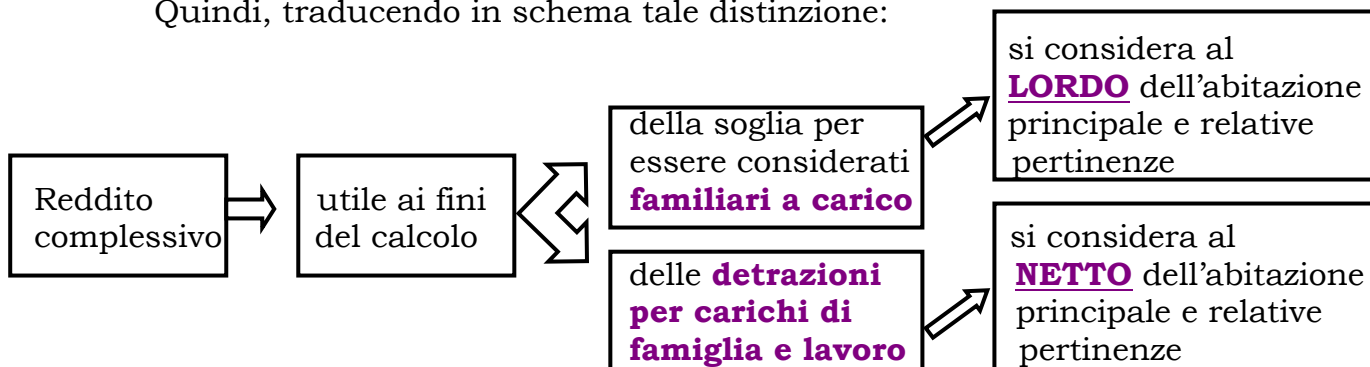 Quindi, traducendo in schema tale distinzione:
Reddito
complessivo
utile ai fini
del calcolo
della soglia per
essere considerati
familiari a carico
si considera al
LORDO dell’abitazione
principale e relative
pertinenze
delle detrazioni
per carichi di
famiglia e lavoro
si considera al
NETTO dell’abitazione
principale e relative
pertinenze